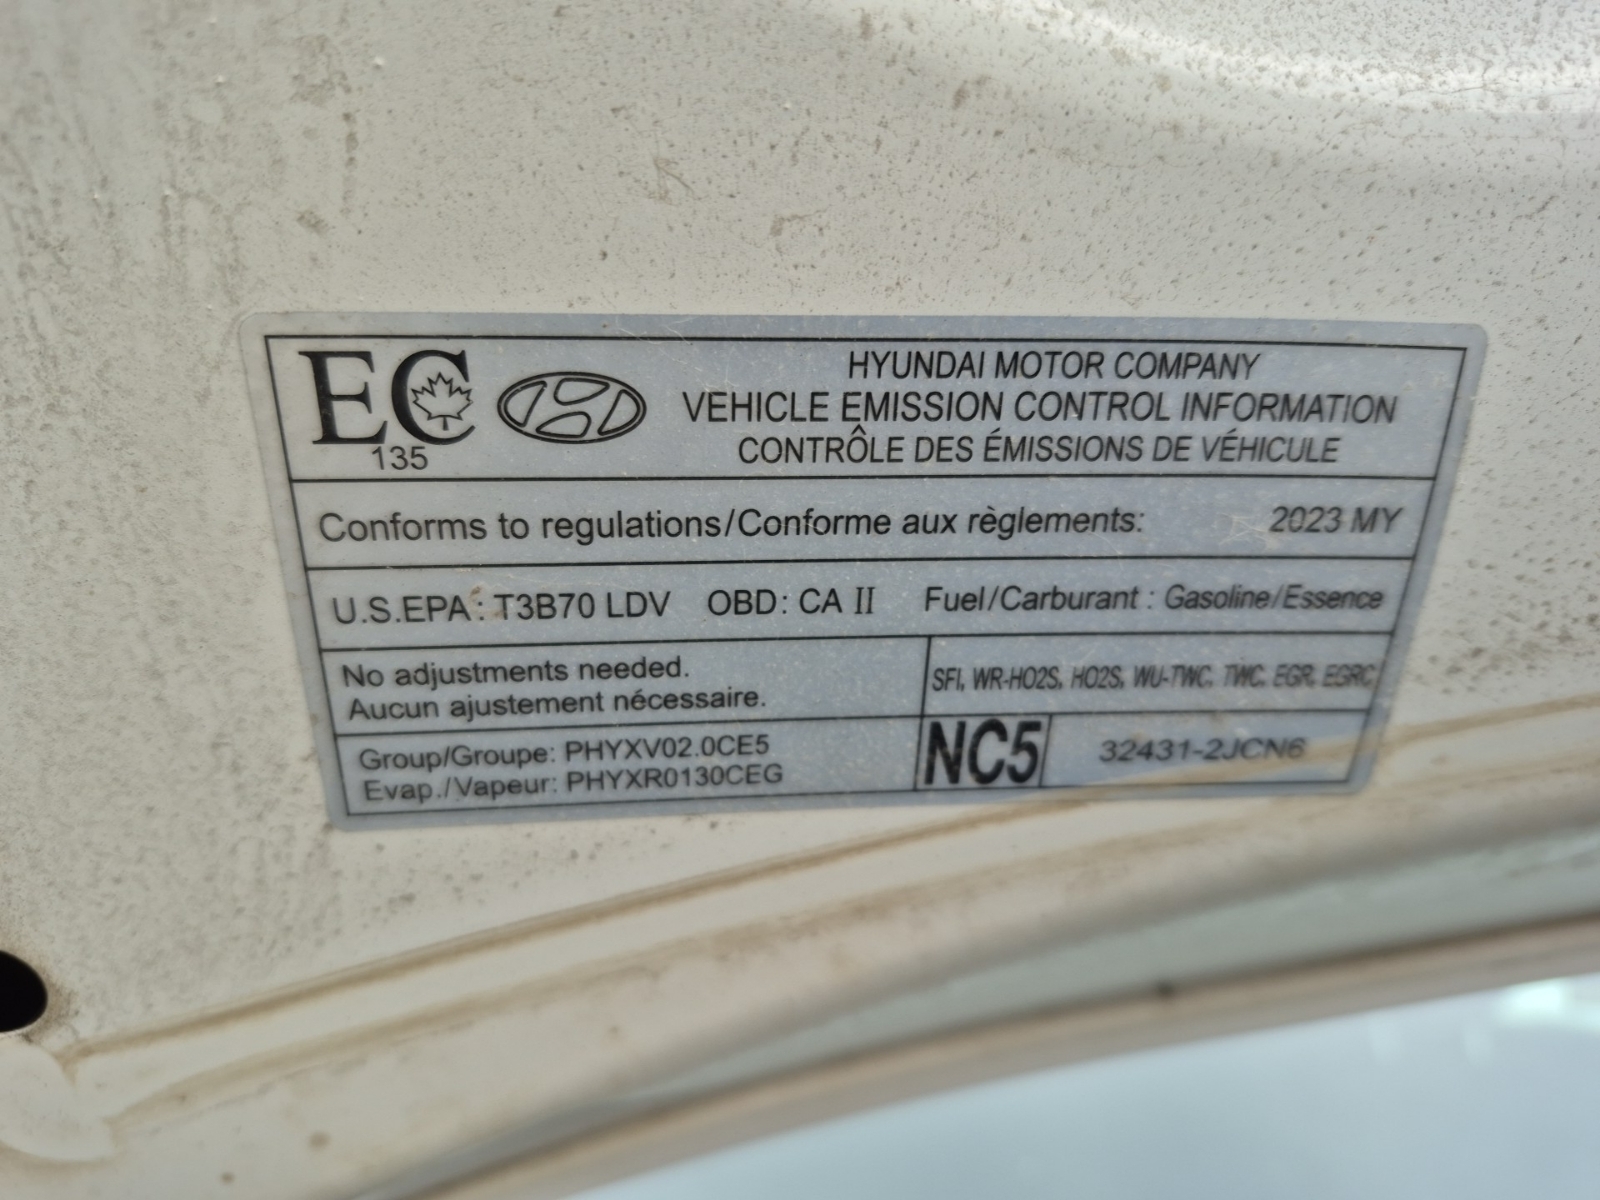 EC
135
HYUNDAI MOTOR COMPANY
VEHICLE EMISSION CONTROL INFORMATION
CONTRÔLE DES ÉMISSIONS DE VÉHICULE
Conforms to regulations/Conforme aux règlements: 2023 MY
U.S.EPA: T3B70 LDV OBD: CA II Fuel/Carburant : Gasoline/Essence
No adjustments needed.
Aucun ajustement nécessaire.
SFI, WR-HO2S, HO2S, WU-TWC, TWC, EGR, EGRC
Group/Groupe: PHYXV02.0CE5
Evap./Vapeur: PHYXR0130CEG
NC5
32431-2JCN6